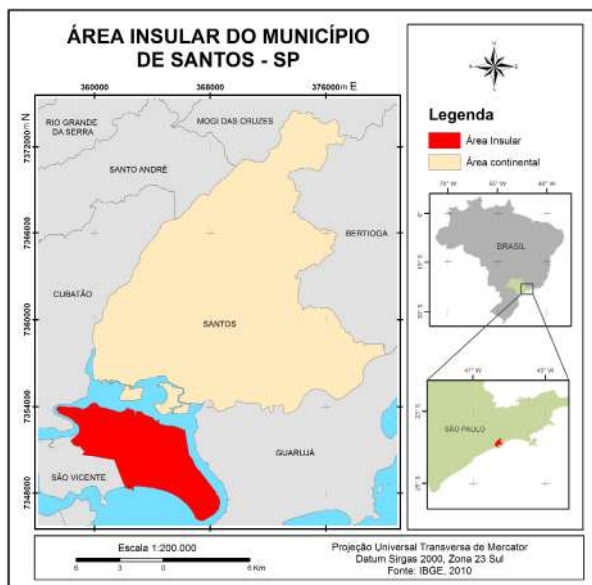 ÁREA INSULAR DO MUNICÍPIO
DE SANTOS - SP
360000
368000
376000 m E
7372000 m N
7366000
7360000
7354000
7348000
RIO GRANDE
DA SERRA
MOGI DAS CRUZES
SANTO ANDRÉ
BERTIOGA
CUBATÃO
SANTOS
GUARUJÁ
SÃO VICENTE
N
Legenda
Área Insular
Área continental
BRASIL
SÃO PAULO
Escala 1:200.000
6 3 0 6 Km
Projeção Universal Transversa de Mercator
Datum Sirgas 2000, Zona 23 Sul
Fonte: IBGE, 2010